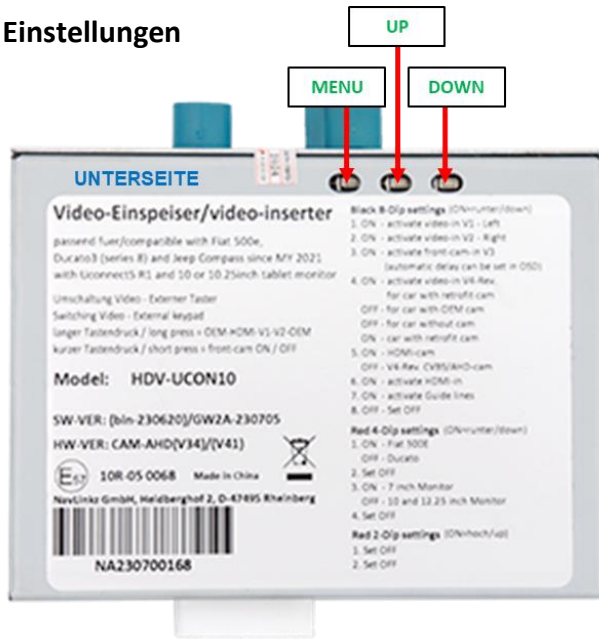 Einstellungen
UP
MENU
DOWN
UNTERSEITE
Video-Einspeiser/video-inserter
passend fuer/compatible with Fiat 500e,
Ducato3 (series 8) and Jeep Compass since MY 2021
with Uconnect5 R1 and 10 or 10.25inch tablet monitor
Umschaltung Video - Externer Taster
Switching Video - External keypad
langer Tastendruck / long press = OEM-HDMI-V1-V2-OEM
kurzer Tastendruck / short press = front-cam ON / OFF
Model: HDV-UCON10
SW-VER: (bin-230620)/GW2A-230705
HW-VER: CAM-AHD(V34)/(V41)
E57 10R-05 0068 Made in China
NavLinkz GmbH, Heidberghof 2, D-47495 Rheinberg
NA230700168
Black 8-Dip settings (ON=runter/down)
1. ON - activate video-in V1 - Left
2. ON - activate video-in V2 - Right
3. ON - activate front-cam-in V3
(automatic delay can be set in OSD)
4. ON - activate video-in V4-Rev.
for car with retrofit cam
OFF - for car with OEM cam
OFF - for car without cam
ON - car with retrofit cam
5. ON - HDMI-cam
OFF - V4-Rev. CVBS/AHD-cam
6. ON - activate HDMI-in
7. ON - activate Guide lines
8. OFF - Set OFF
Red 4-Dip settings (ON=runter/down)
1. ON - Fiat 500E
OFF - Ducato
2. Set OFF
3. ON - 7 inch Monitor
OFF - 10 and 12.25 inch Monitor
4. Set OFF
Red 2-Dip settings (ON=hoch/up)
1. Set OFF
2. Set OFF